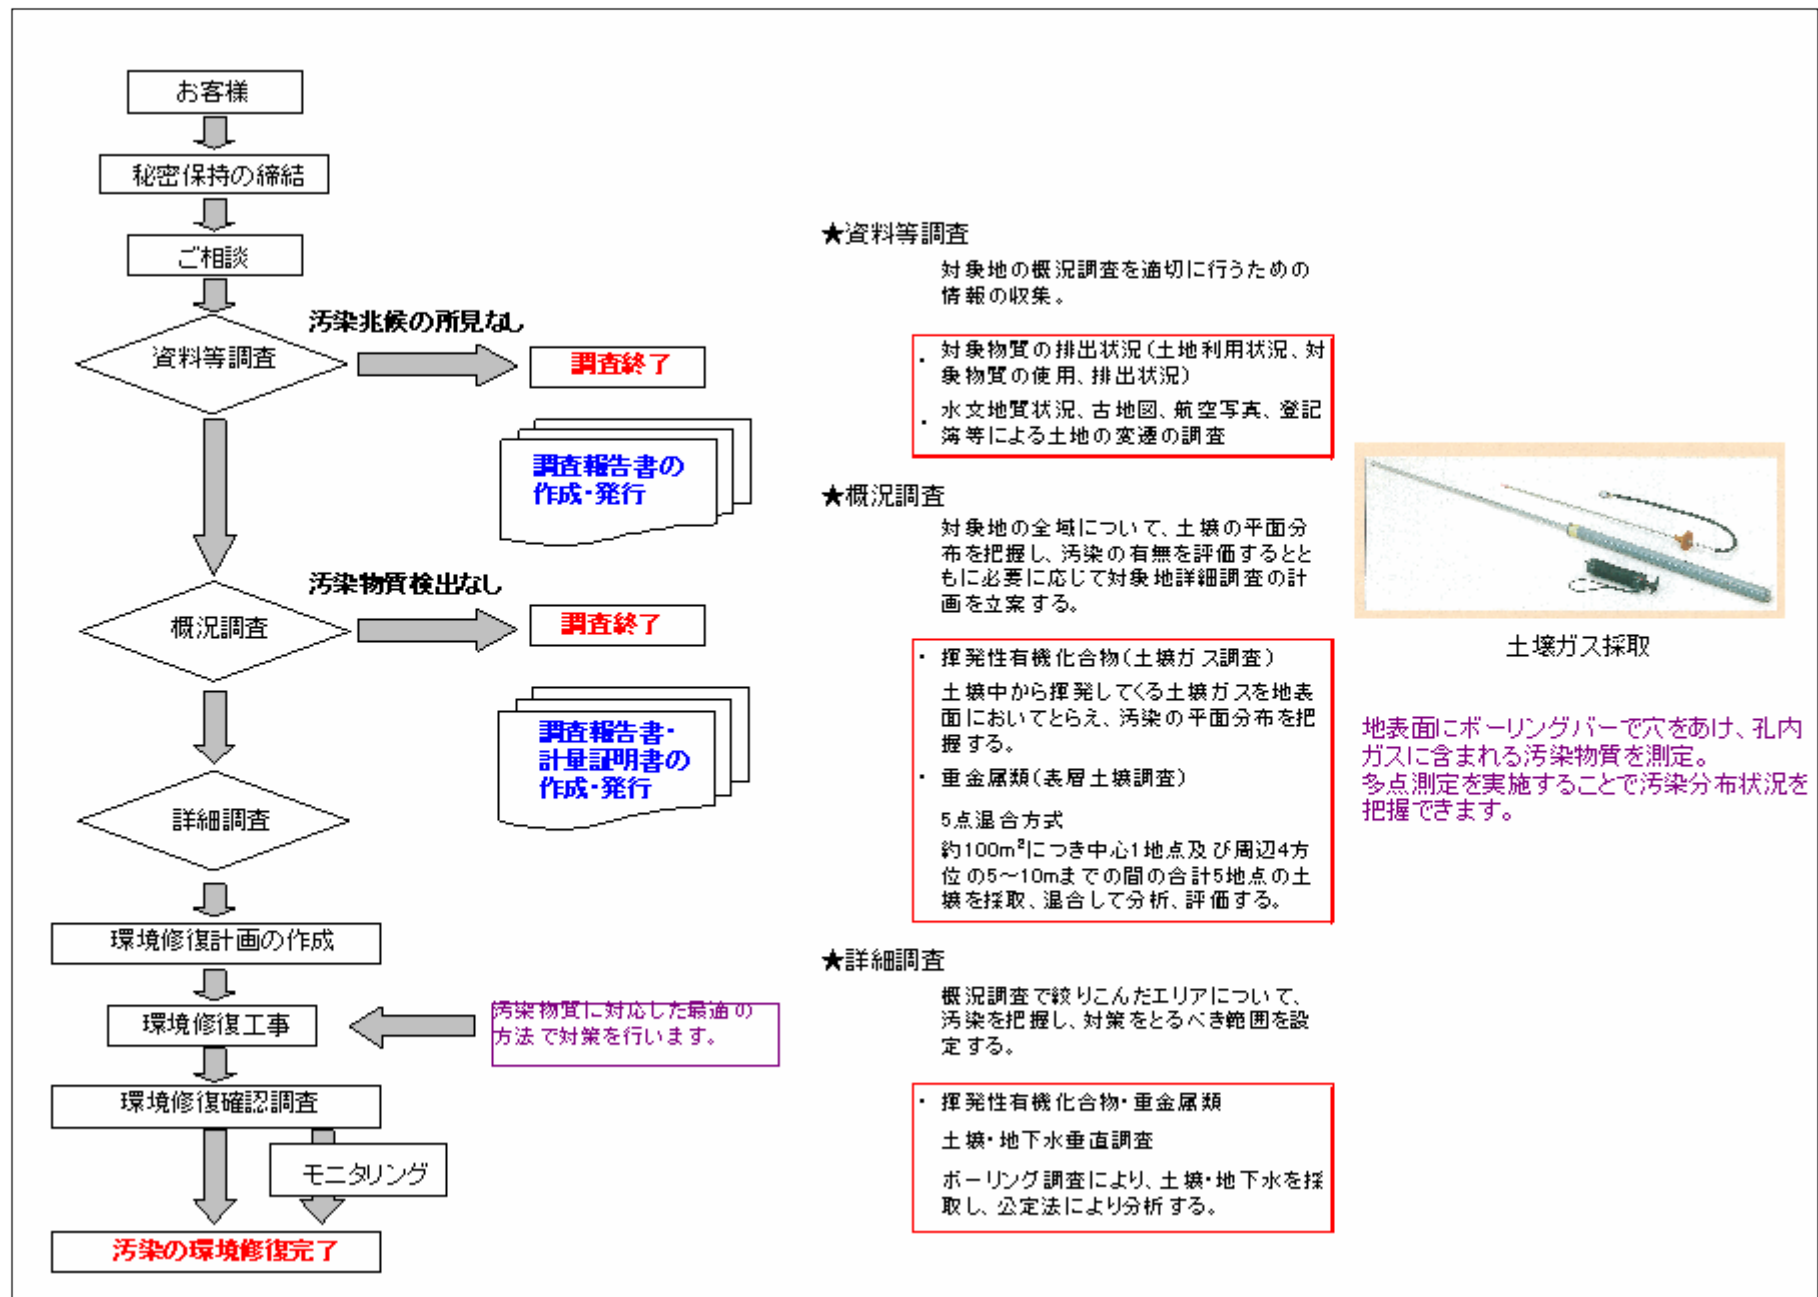 お客様
秘密保持の締結
ご相談
汚染兆候の所見なし
資料等調査
調査終了
調査報告書の
作成・発行
汚染物質検出なし
概況調査
調査終了
調査報告書・
計量証明書の
作成・発行
詳細調査
環境修復計画の作成
環境修復工事
汚染物質に対応した最適の
方法で対策を行います。
環境修復確認調査
モニタリング
汚染の環境修復完了
★資料等調査
対象地の概況調査を適切に行うための
情報の収集。
・ 対象物質の排出状況(土地利用状況、対
象物質の使用、排出状況)
・ 水文地質状況、古地図、航空写真、登記
簿等による土地の変遷の調査
★概況調査
対象地の全域について、土壌の平面分
布を把握し、汚染の有無を評価するとと
もに必要に応じて対象地詳細調査の計
画を立案する。
・ 揮発性有機化合物(土壌ガス調査)
土壌中から揮発してくる土壌ガスを地表
面においてとらえ、汚染の平面分布を把
握する。
・ 重金属類(表層土壌調査)
5点混合方式
約100m²につき中心1地点及び周辺4方
位の5～10mまでの間の合計5地点の土
壌を採取、混合して分析、評価する。
★詳細調査
概況調査で絞りこんだエリアについて、
汚染を把握し、対策をとるべき範囲を設
定する。
・ 揮発性有機化合物・重金属類
土壌・地下水垂直調査
ボーリング調査により、土壌・地下水を採
取し、公定法により分析する。
土壌ガス採取
地表面にボーリングバーで穴をあけ、孔内
ガスに含まれる汚染物質を測定。
多点測定を実施することで汚染分布状況を
把握できます。